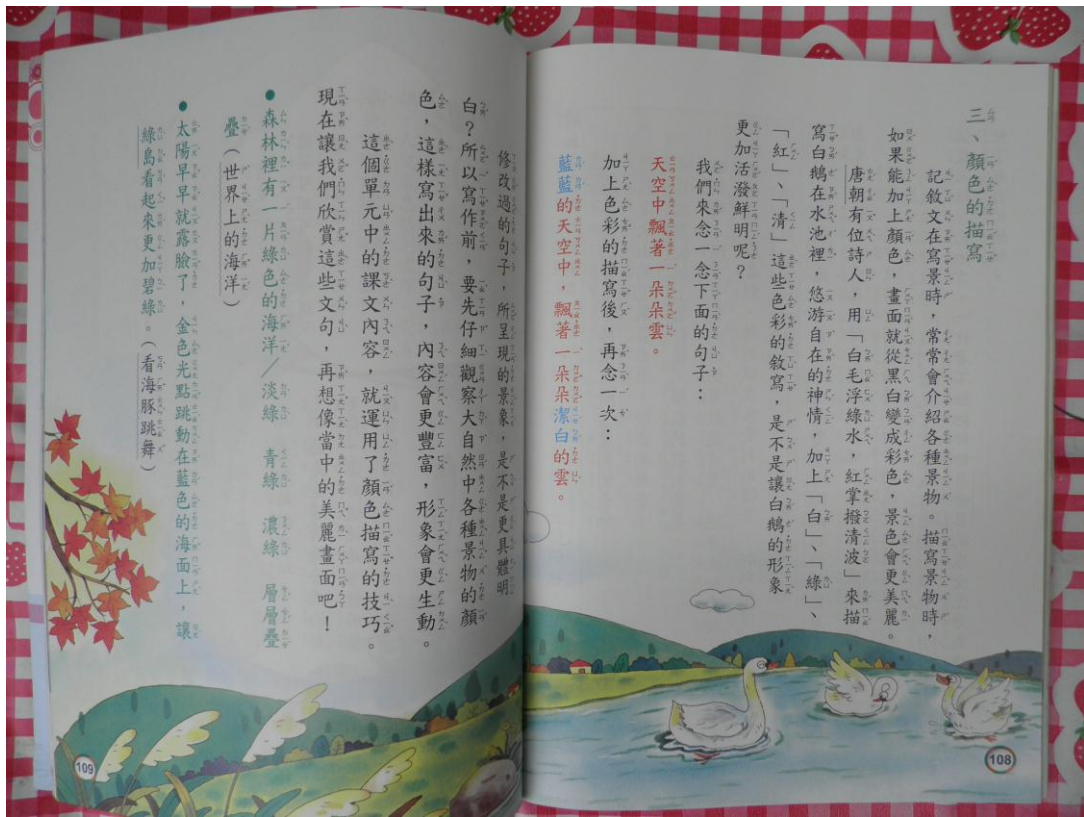 三、顏色的描寫
記敘文在寫景時，常常會介紹各種景物。描寫景物時，
如果能加上顏色，畫面就從黑白變成彩色，景色會更美麗。
唐朝有位詩人，用「白毛浮綠水，紅掌撥清波」來描
寫白鵝在水池裡，悠游自在的神情，加上「白」、「綠」、
「紅」、「清」這些色彩的敘寫，是不是讓白鵝的形象
更加活潑鮮明呢？
我們來念一念下面的句子：
天空中飄著一朵朵雲。
加上色彩的描寫後，再念一次：
藍藍的天空中，飄著一朵朵潔白的雲。
108
修改過的句子，所呈現的景象，是不是更具體明
白？所以寫作前，要先仔細觀察大自然中各種景物的顏
色，這樣寫出來的句子，內容會更豐富，形象會更生動。
這個單元中的課文內容，就運用了顏色描寫的技巧。
現在讓我們欣賞這些文句，再想像當中的美麗畫面吧！
●森林裡有一片綠色的海洋／淡綠　青綠　濃綠　層層疊
疊（世界上的海洋）
●太陽早早就露臉了，金色光點跳動在藍色的海面上，讓
綠島看起來更加碧綠。（看海豚跳舞）
109